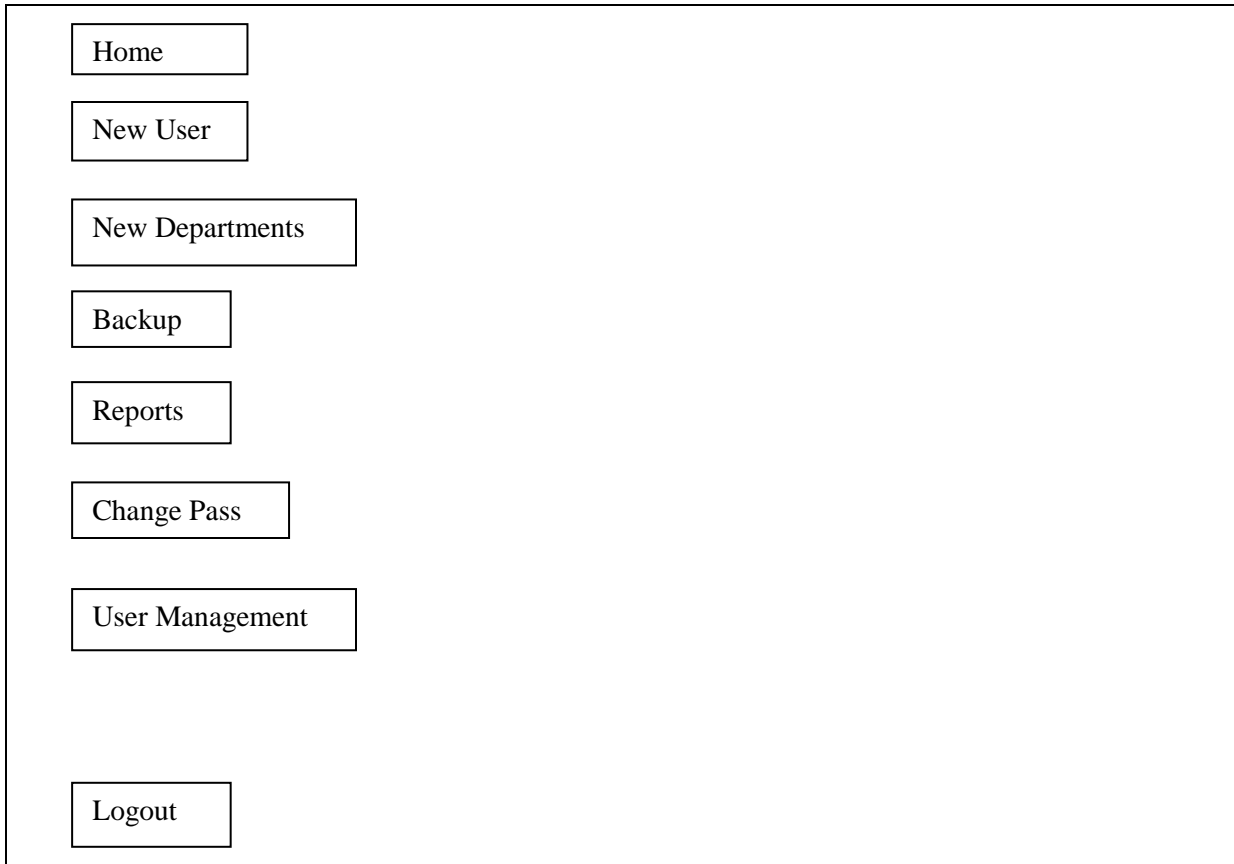 Home
New User
New Departments
Backup
Reports
Change Pass
User Management
Logout